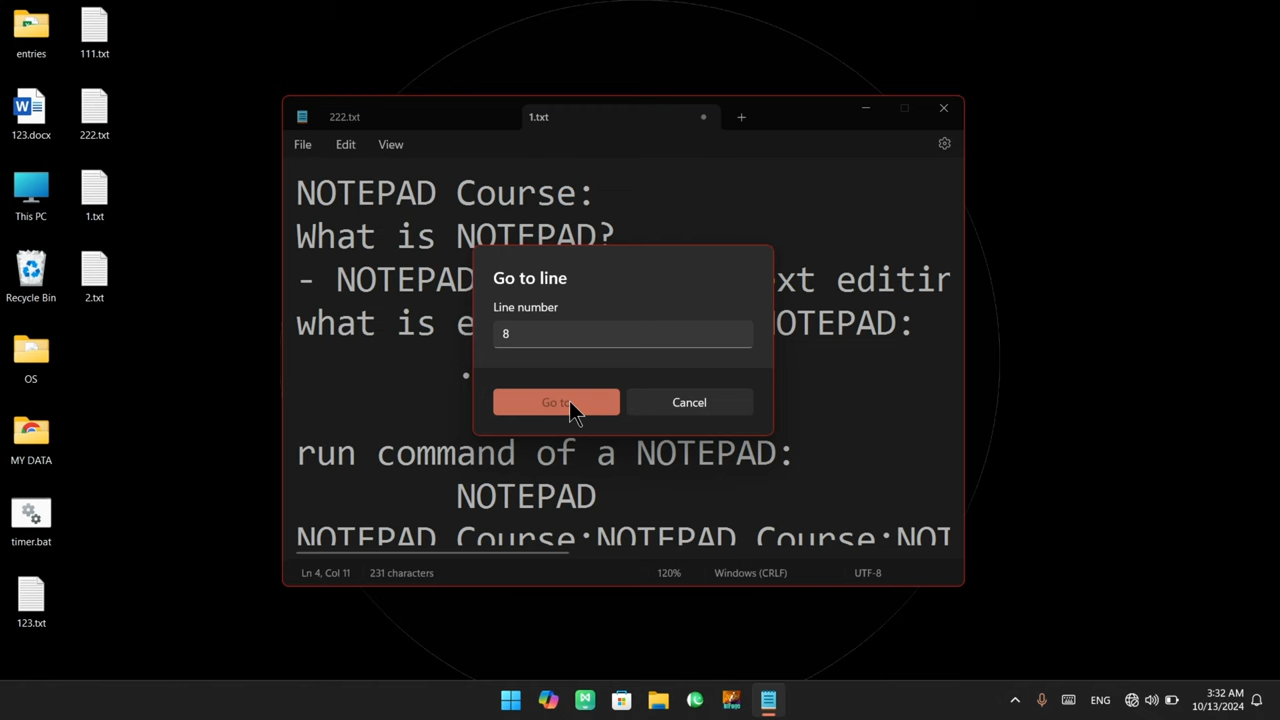 entries
111.txt
123.docx
222.txt
This PC
1.txt
Recycle Bin
2.txt
OS
MY DATA
timer.bat
123.txt
222.txt
1.txt
File
Edit
View
NOTEPAD Course:
What is NOTEPAD?
- NOTEPAD
xt editin
what is e
OTEPAD:
run command of a NOTEPAD:
NOTEPAD
NOTEPAD Course:NOTEPAD Course:NOT
Go to line
Line number
8
Go to
Cancel
Ln 4, Col 11
231 characters
120%
Windows (CRLF)
UTF-8
ENG
3:32 AM
10/13/2024